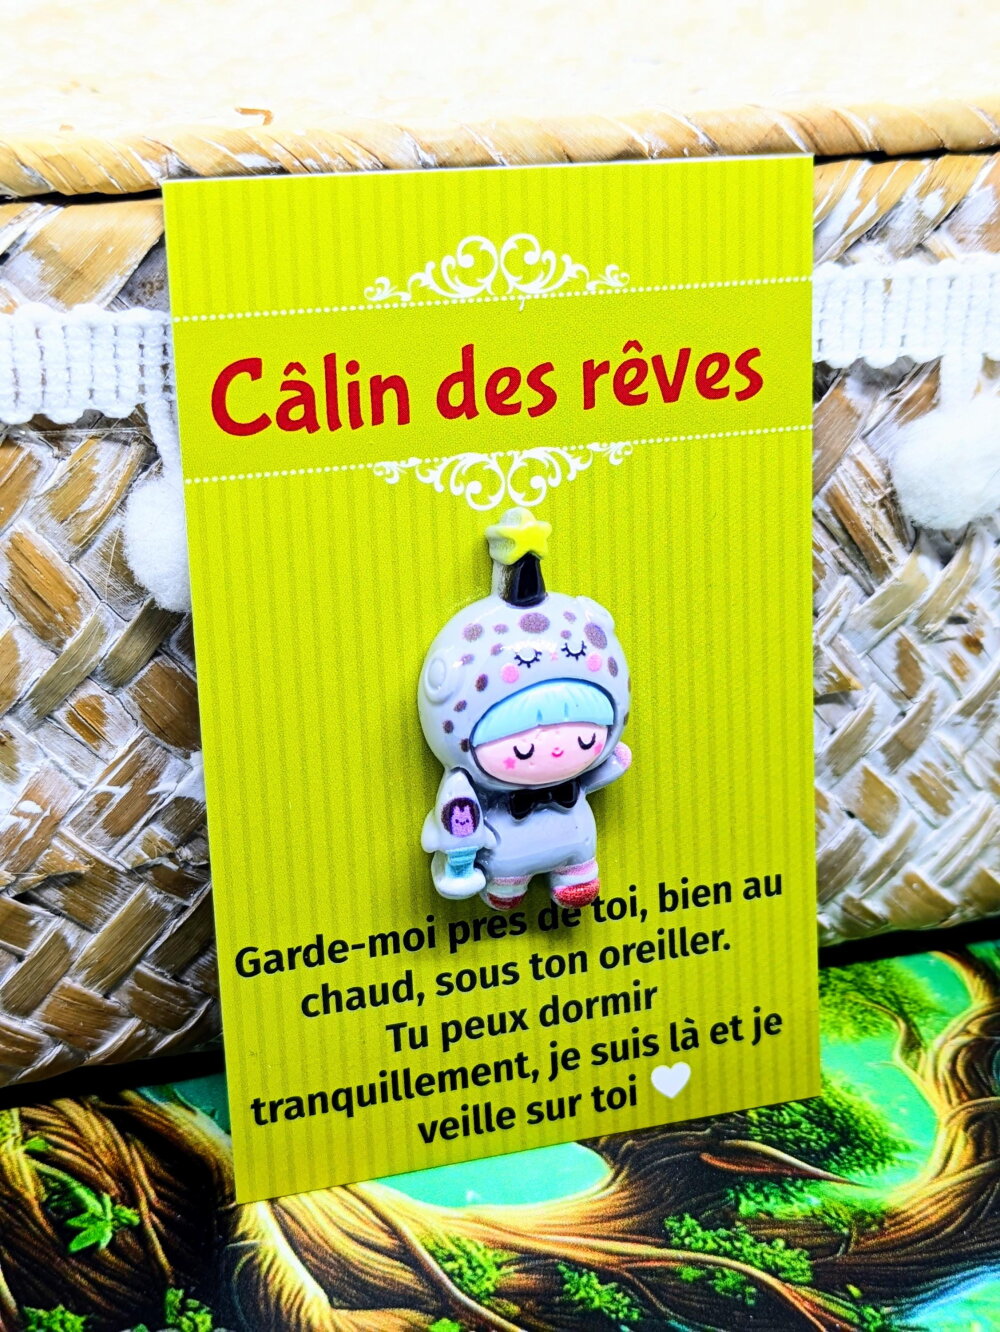 Câlin des rêves
Garde-moi près de toi, bien au
chaud, sous ton oreiller.
Tu peux dormir
tranquillement, je suis là et je
veille sur toi 🤍